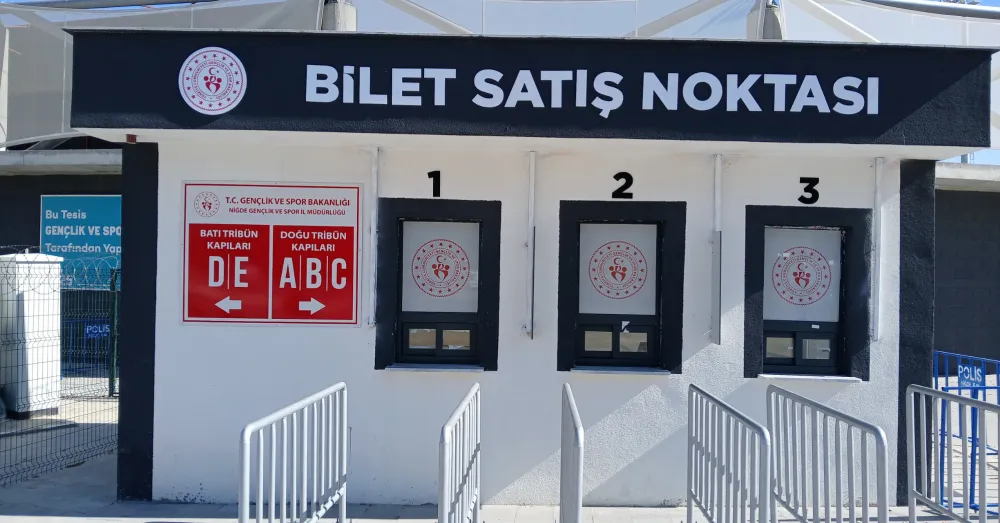 BİLET SATIŞ NOKTASI
1
2
3
T.C. GENÇLİK VE SPOR BAKANLIĞI
NİĞDE GENÇLİK VE SPOR İL MÜDÜRLÜĞÜ
BATI TRİBÜN
KAPILARI
D|E
DOĞU TRİBÜN
KAPILARI
A|B|C
Bu Tesis
GENÇLİK VE SPO
Tarafından Yap
POLİS
POLİS